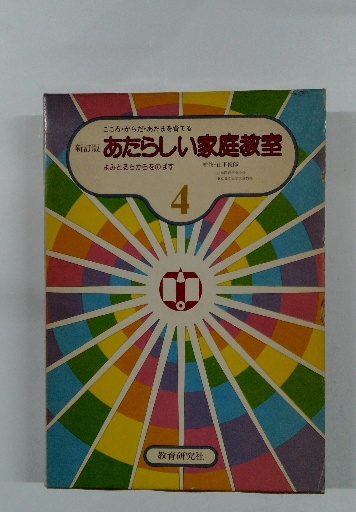 こころ・からだ・あたまを育てる
新訂版 あたらしい家庭教室
よみとるちからをのばす
4
教育研究社